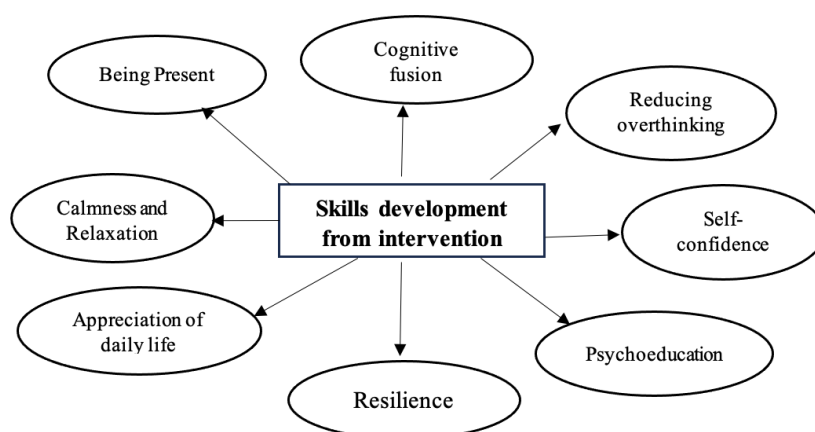 Cognitive
fusion
Being Present
Reducing
overthinking
Skills development
from intervention
Calmness and
Relaxation
Self-
confidence
Appreciation of
daily life
Psychoeducation
Resilience